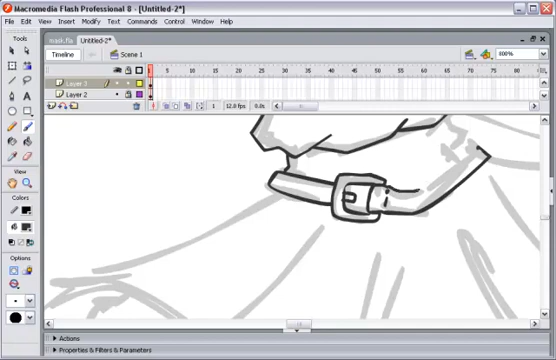 Macromedia Flash Professional 8 - [Untitled-2*]
File Edit View Insert Modify Text Commands Control Window Help
Tools
mask.fla Untitled-2*
Timeline Scene 1 800%
1 5 10 15 20 25 30 35 40 45 50 55 60 65 70 75 80
Layer 3
Layer 2
1 12.0 fps 0.0s
View
Colors
Options
Actions
Properties & Filters & Parameters